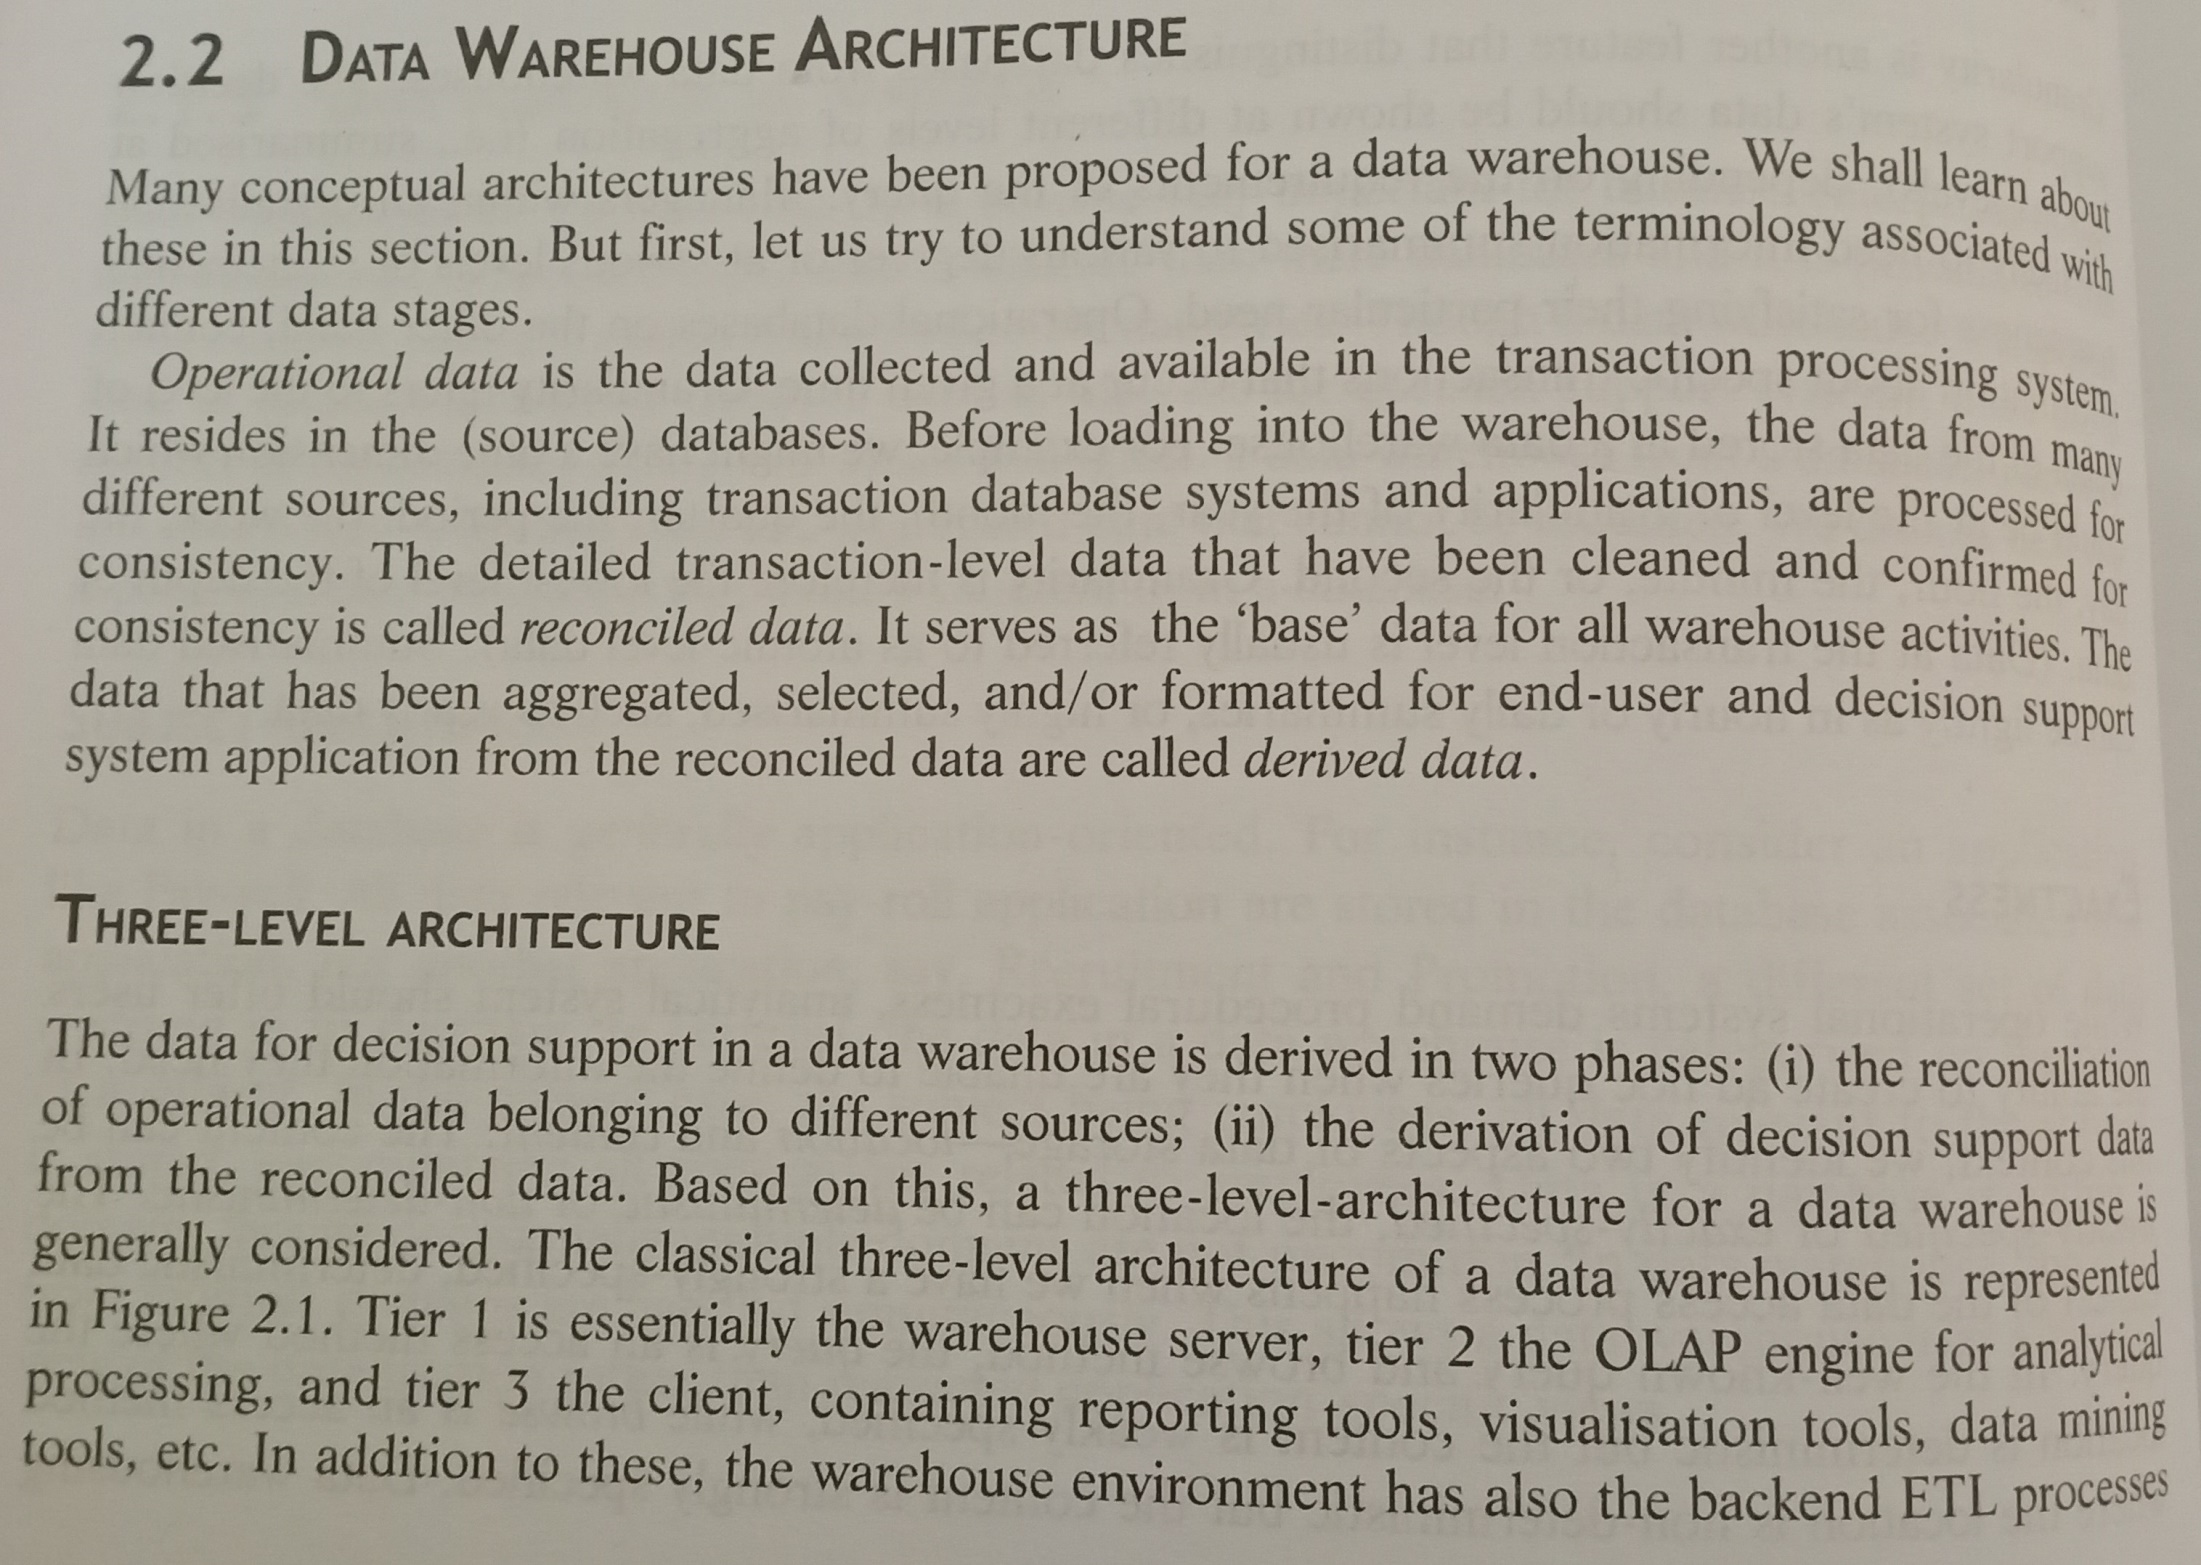 2.2 DATA WAREHOUSE ARCHITECTURE
Many conceptual architectures have been proposed for a data warehouse. We shall learn about
these in this section. But first, let us try to understand some of the terminology associated with
different data stages.
Operational data is the data collected and available in the transaction processing system.
It resides in the (source) databases. Before loading into the warehouse, the data from many
different sources, including transaction database systems and applications, are processed for
consistency. The detailed transaction-level data that have been cleaned and confirmed for
consistency is called reconciled data. It serves as the ‘base’ data for all warehouse activities. The
data that has been aggregated, selected, and/or formatted for end-user and decision support
system application from the reconciled data are called derived data.
THREE-LEVEL ARCHITECTURE
The data for decision support in a data warehouse is derived in two phases: (i) the reconciliation
of operational data belonging to different sources; (ii) the derivation of decision support data
from the reconciled data. Based on this, a three-level-architecture for a data warehouse is
generally considered. The classical three-level architecture of a data warehouse is represented
in Figure 2.1. Tier 1 is essentially the warehouse server, tier 2 the OLAP engine for analytical
processing, and tier 3 the client, containing reporting tools, visualisation tools, data mining
tools, etc. In addition to these, the warehouse environment has also the backend ETL processes